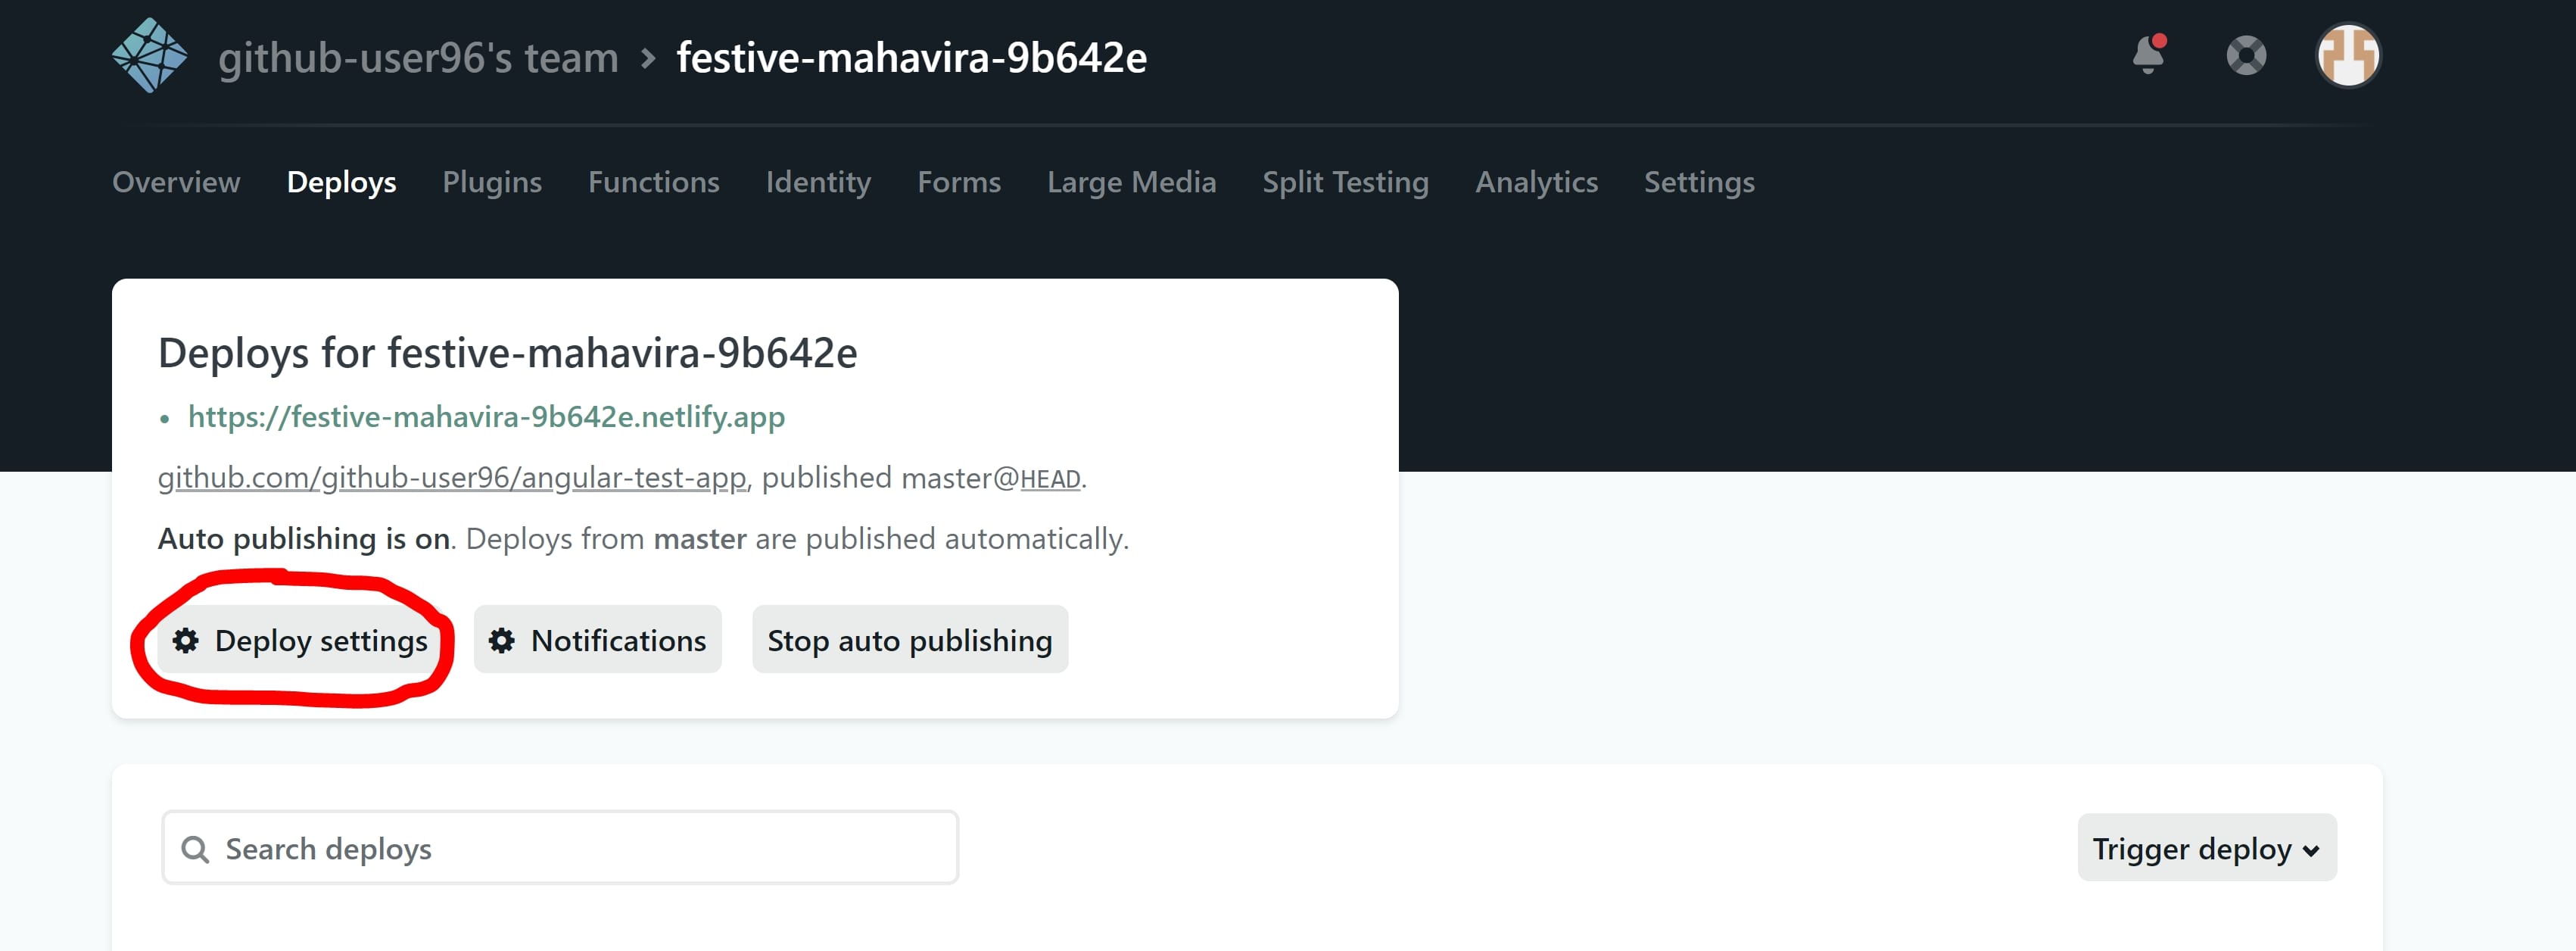 github-user96's team > festive-mahavira-9b642e
Overview Deploys Plugins Functions Identity Forms Large Media Split Testing Analytics Settings
Deploys for festive-mahavira-9b642e
• https://festive-mahavira-9b642e.netlify.app
github.com/github-user96/angular-test-app, published master@HEAD.
Auto publishing is on. Deploys from master are published automatically.
Deploy settings Notifications Stop auto publishing
Search deploys Trigger deploy